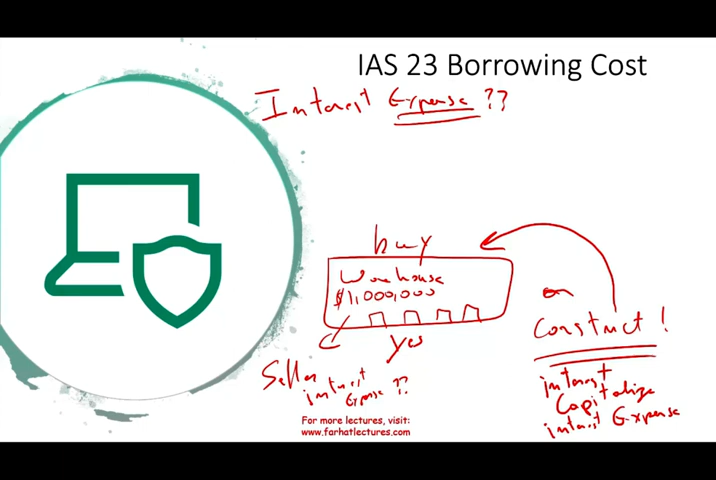 IAS 23 Borrowing Cost
Interest Expense ??
buy
Warehouse
$1,000,000
or
Construct !
yes
Seller
interest
Expense ??
interest
Capitalize
interest Expense
For more lectures, visit:
www.farhatlectures.com